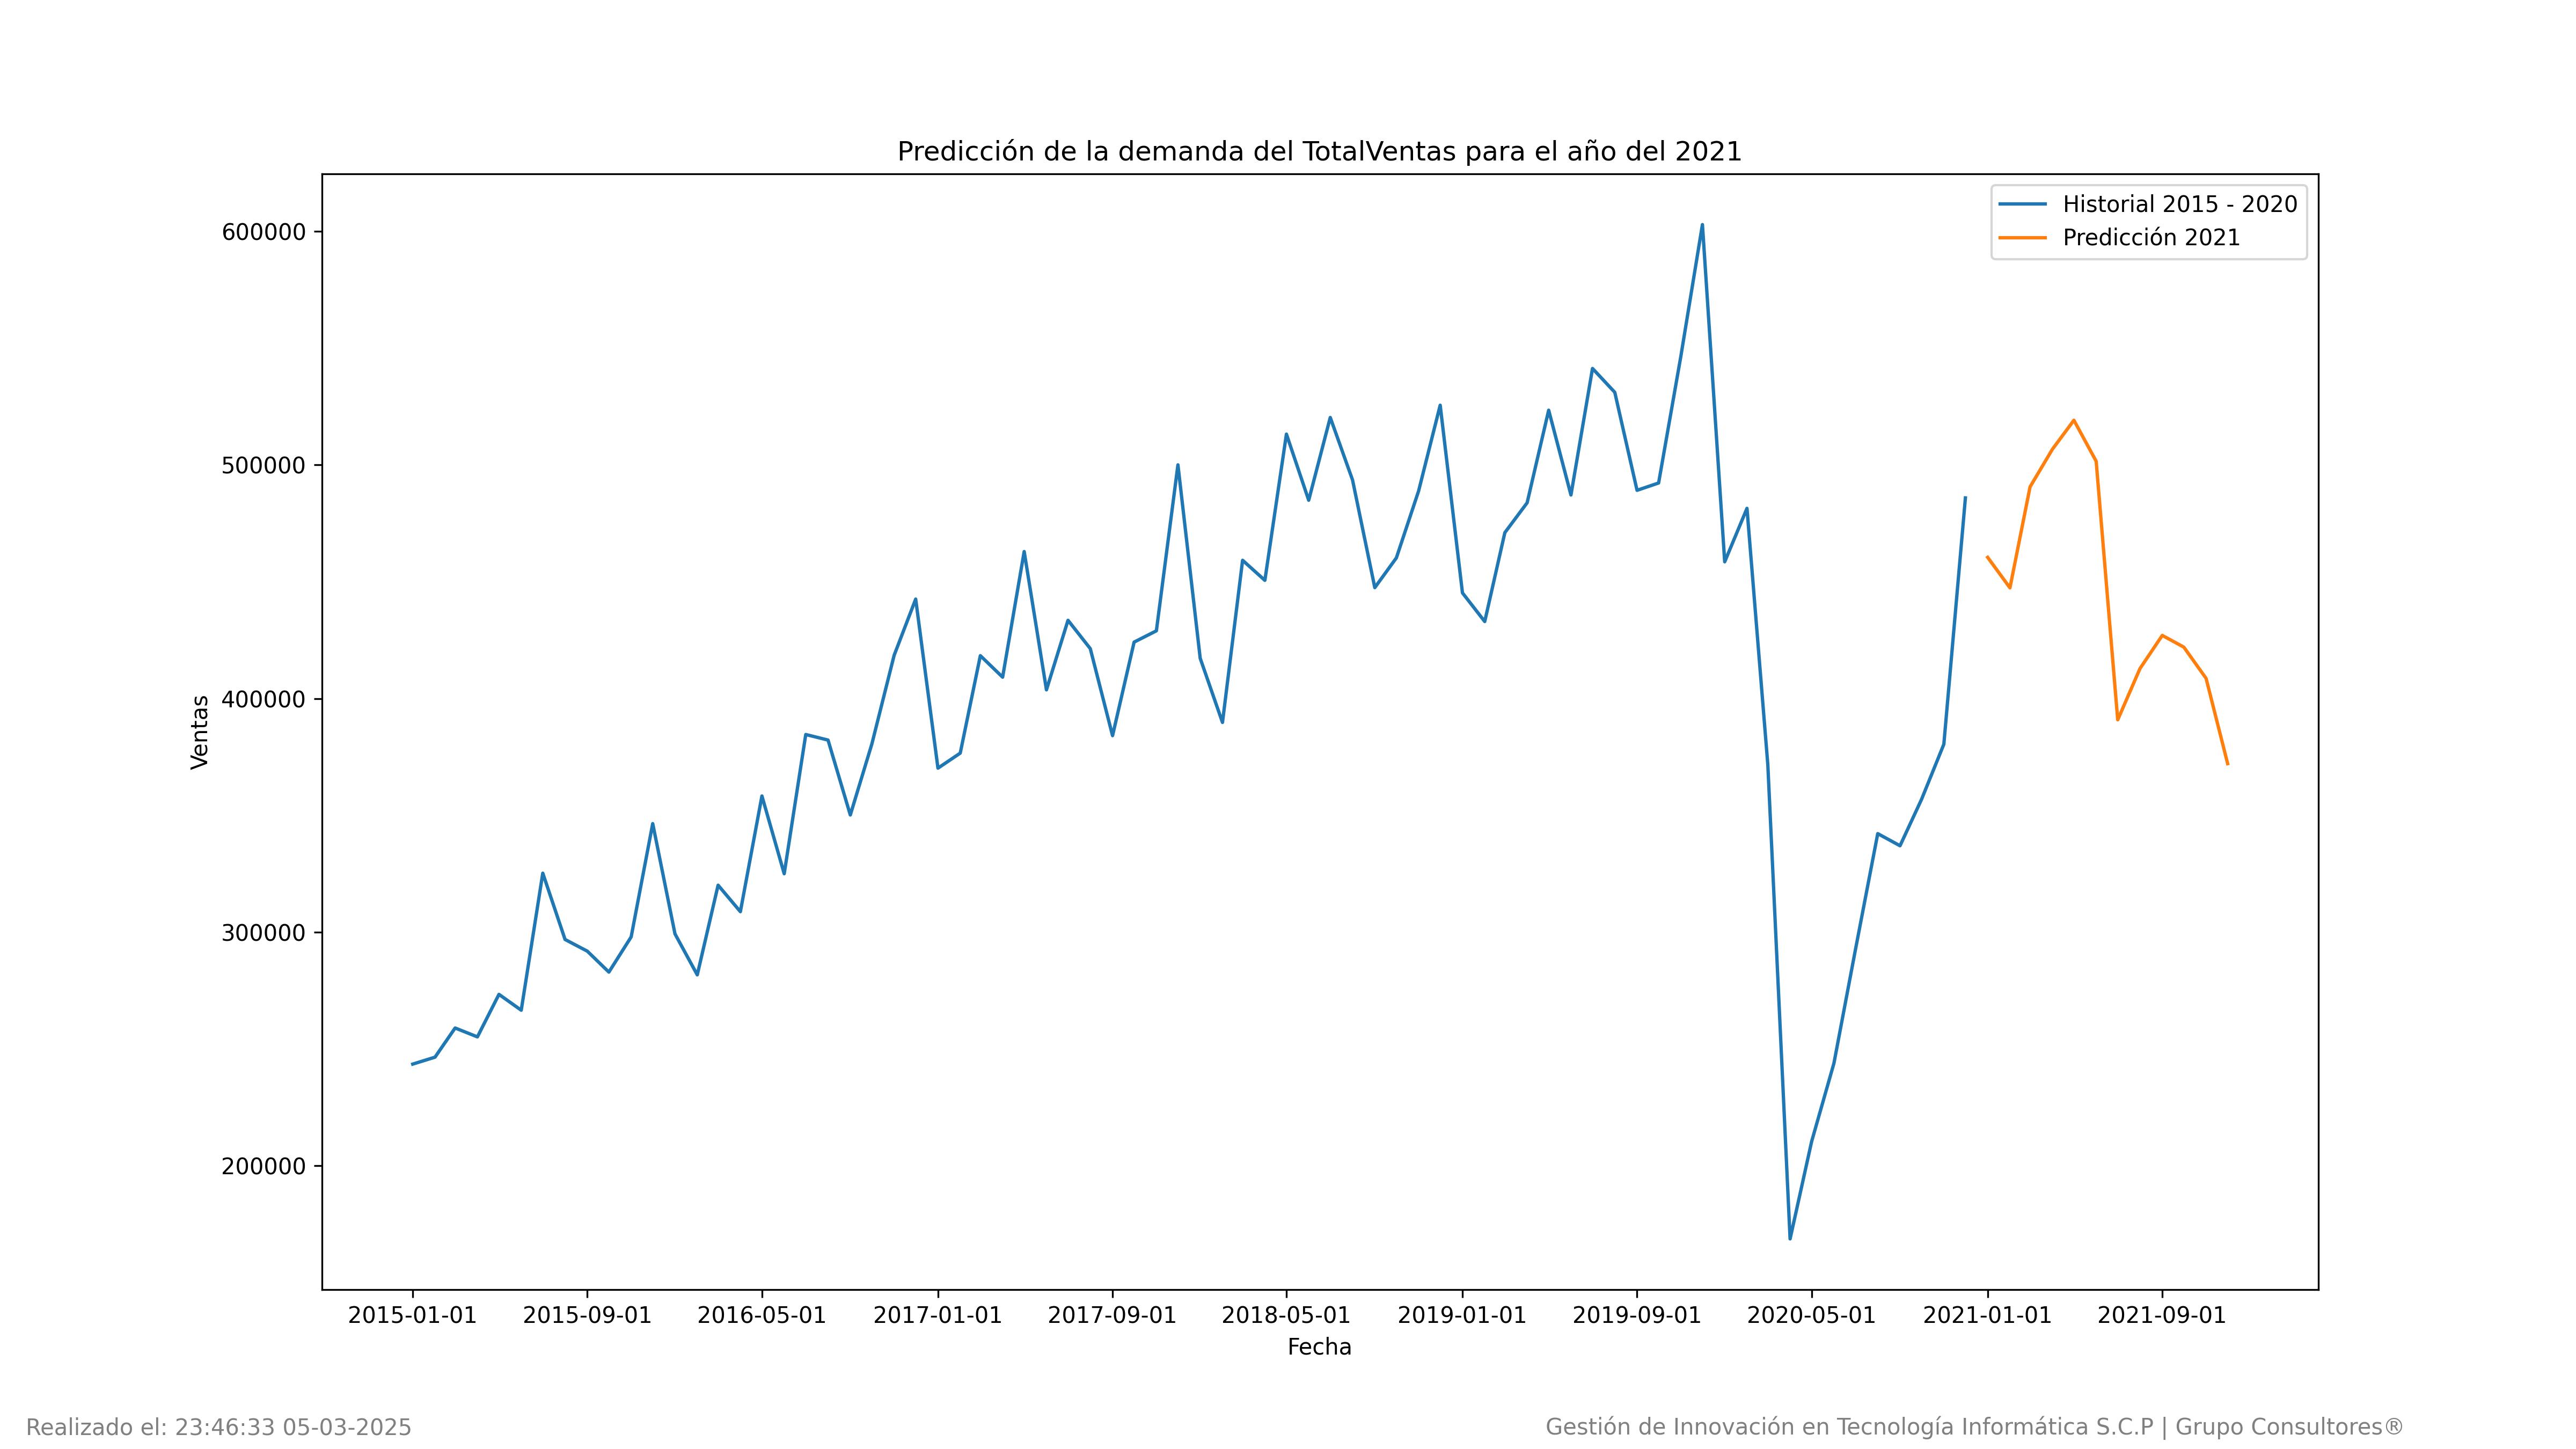 Predicción de la demanda del TotalVentas para el año del 2021
Historial 2015 - 2020
Predicción 2021
600000
500000
400000
300000
200000
Ventas
2015-01-01 2015-09-01 2016-05-01 2017-01-01 2017-09-01 2018-05-01 2019-01-01 2019-09-01 2020-05-01 2021-01-01 2021-09-01
Fecha
Realizado el: 23:46:33 05-03-2025
Gestión de Innovación en Tecnología Informática S.C.P | Grupo Consultores®